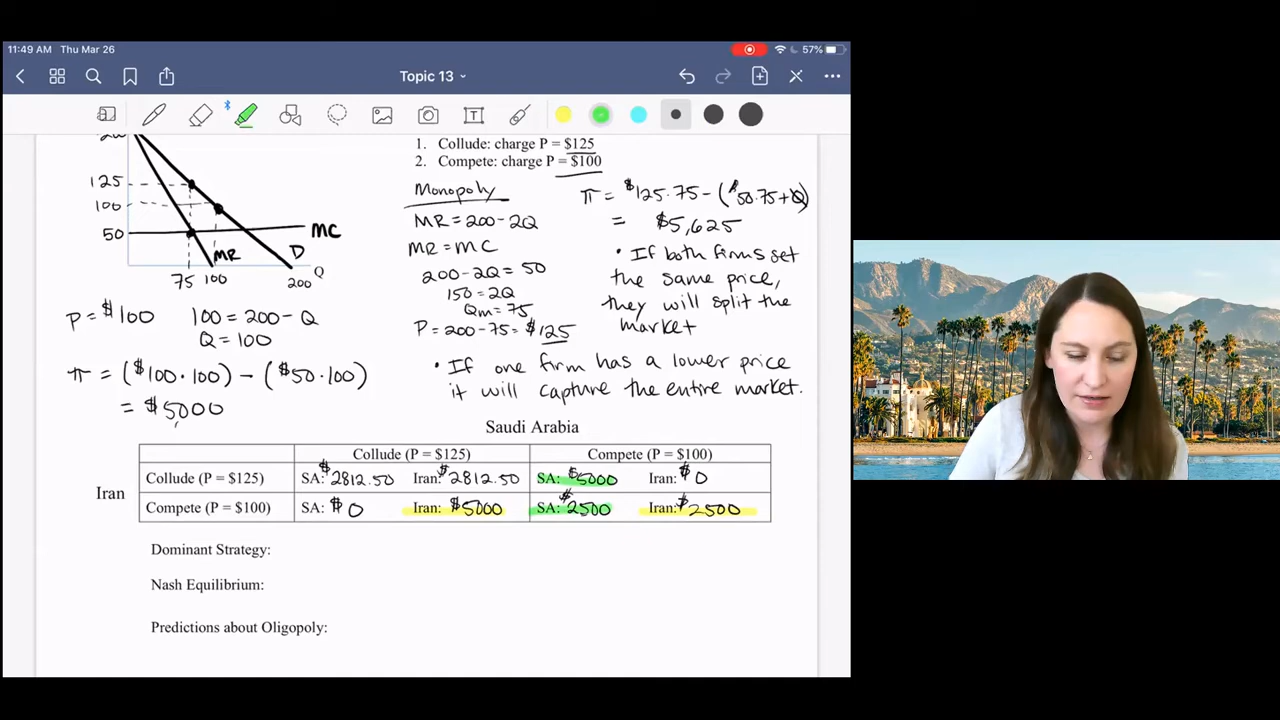 11:49 AM Thu Mar 26
57%
Topic 13
1. Collude: charge P = $125
2. Compete: charge P = $100
125
100
50
MC
MR
D
Q
75 100 200
P = $100 100 = 200 - Q
Q = 100
π = ($100·100) - ($50·100)
= $5000
Monopoly
MR = 200 - 2Q
MR = MC
200 - 2Q = 50
150 = 2Q
Qm = 75
P = 200 - 75 = $125
π = $125·75 - ($50·75 + 0)
= $5,625
• If both firms set
the same price,
they will split the
market
• If one firm has a lower price
it will capture the entire market.
Saudi Arabia
Collude (P = $125) Compete (P = $100)
Iran
Collude (P = $125) SA: $2812.50 Iran: $2812.50 SA: $5000 Iran: $0
Compete (P = $100) SA: $0 Iran: $5000 SA: $2500 Iran: $2500
Dominant Strategy:
Nash Equilibrium:
Predictions about Oligopoly: